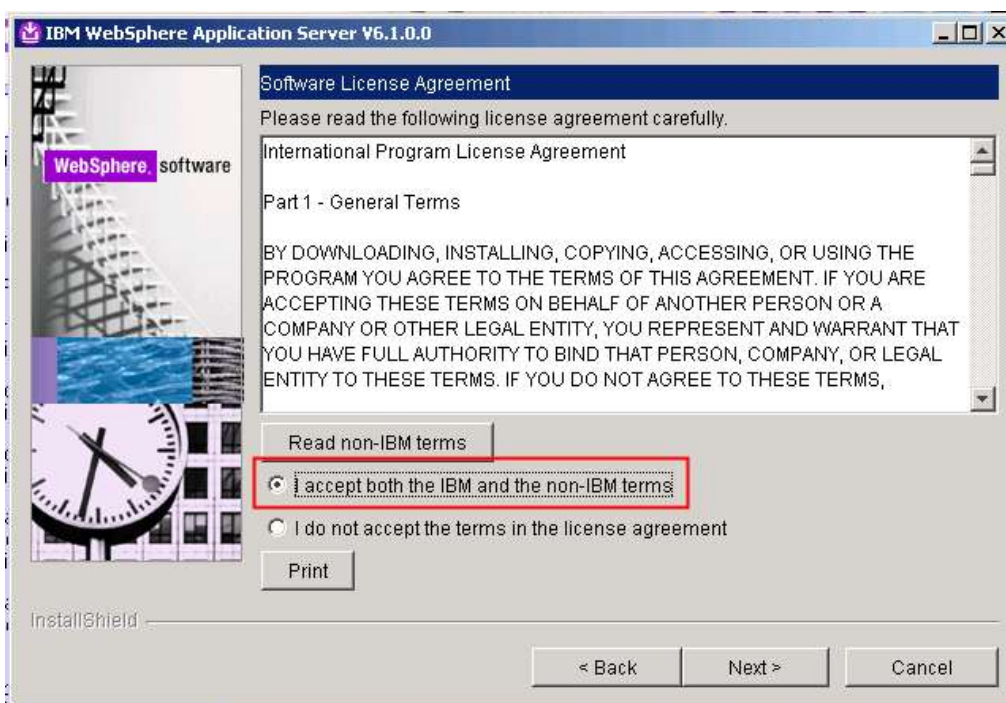 IBM WebSphere Application Server V6.1.0.0
WebSphere. software
Software License Agreement
Please read the following license agreement carefully.
International Program License Agreement
Part 1 - General Terms
BY DOWNLOADING, INSTALLING, COPYING, ACCESSING, OR USING THE
PROGRAM YOU AGREE TO THE TERMS OF THIS AGREEMENT. IF YOU ARE
ACCEPTING THESE TERMS ON BEHALF OF ANOTHER PERSON OR A
COMPANY OR OTHER LEGAL ENTITY, YOU REPRESENT AND WARRANT THAT
YOU HAVE FULL AUTHORITY TO BIND THAT PERSON, COMPANY, OR LEGAL
ENTITY TO THESE TERMS. IF YOU DO NOT AGREE TO THESE TERMS,
Read non-IBM terms
I accept both the IBM and the non-IBM terms
I do not accept the terms in the license agreement
Print
InstallShield
< Back
Next >
Cancel